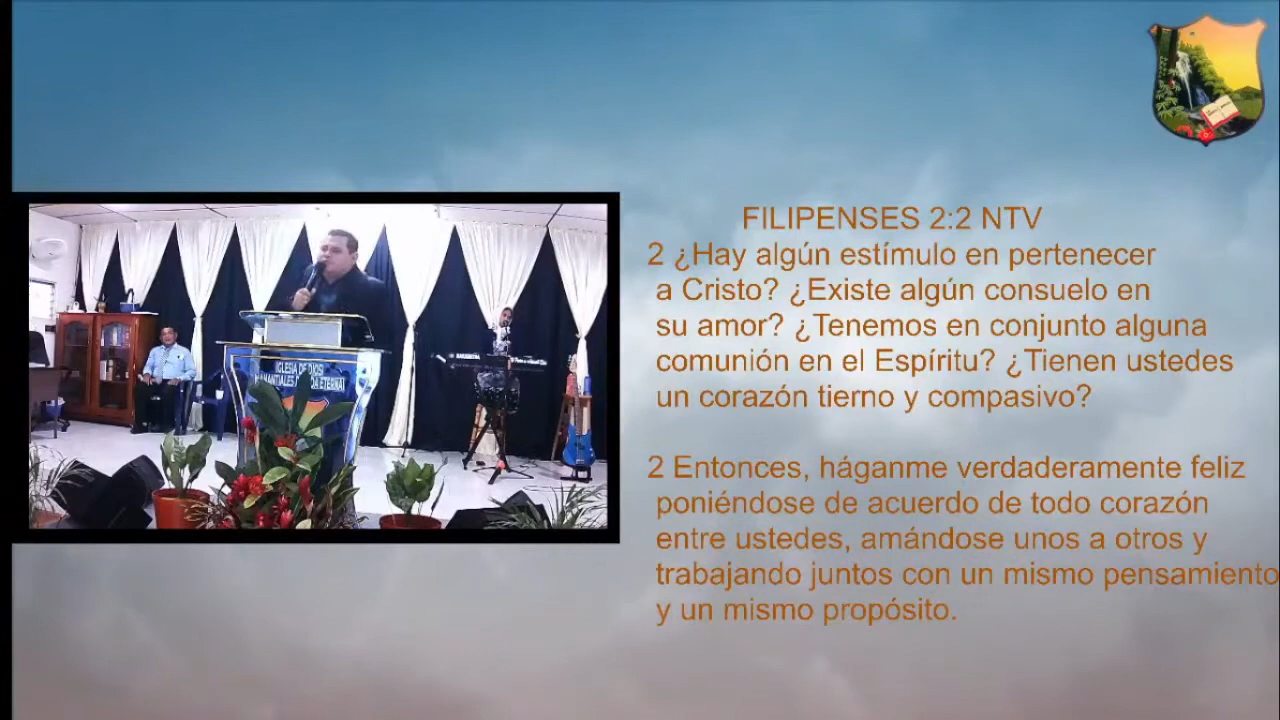 FILIPENSES 2:2 NTV
2 ¿Hay algún estímulo en pertenecer
a Cristo? ¿Existe algún consuelo en
su amor? ¿Tenemos en conjunto alguna
comunión en el Espíritu? ¿Tienen ustedes
un corazón tierno y compasivo?
2 Entonces, háganme verdaderamente feliz
poniéndose de acuerdo de todo corazón
entre ustedes, amándose unos a otros y
trabajando juntos con un mismo pensamiento
y un mismo propósito.
IGLESIA DE DIOS
MANANTIALES ETERNA